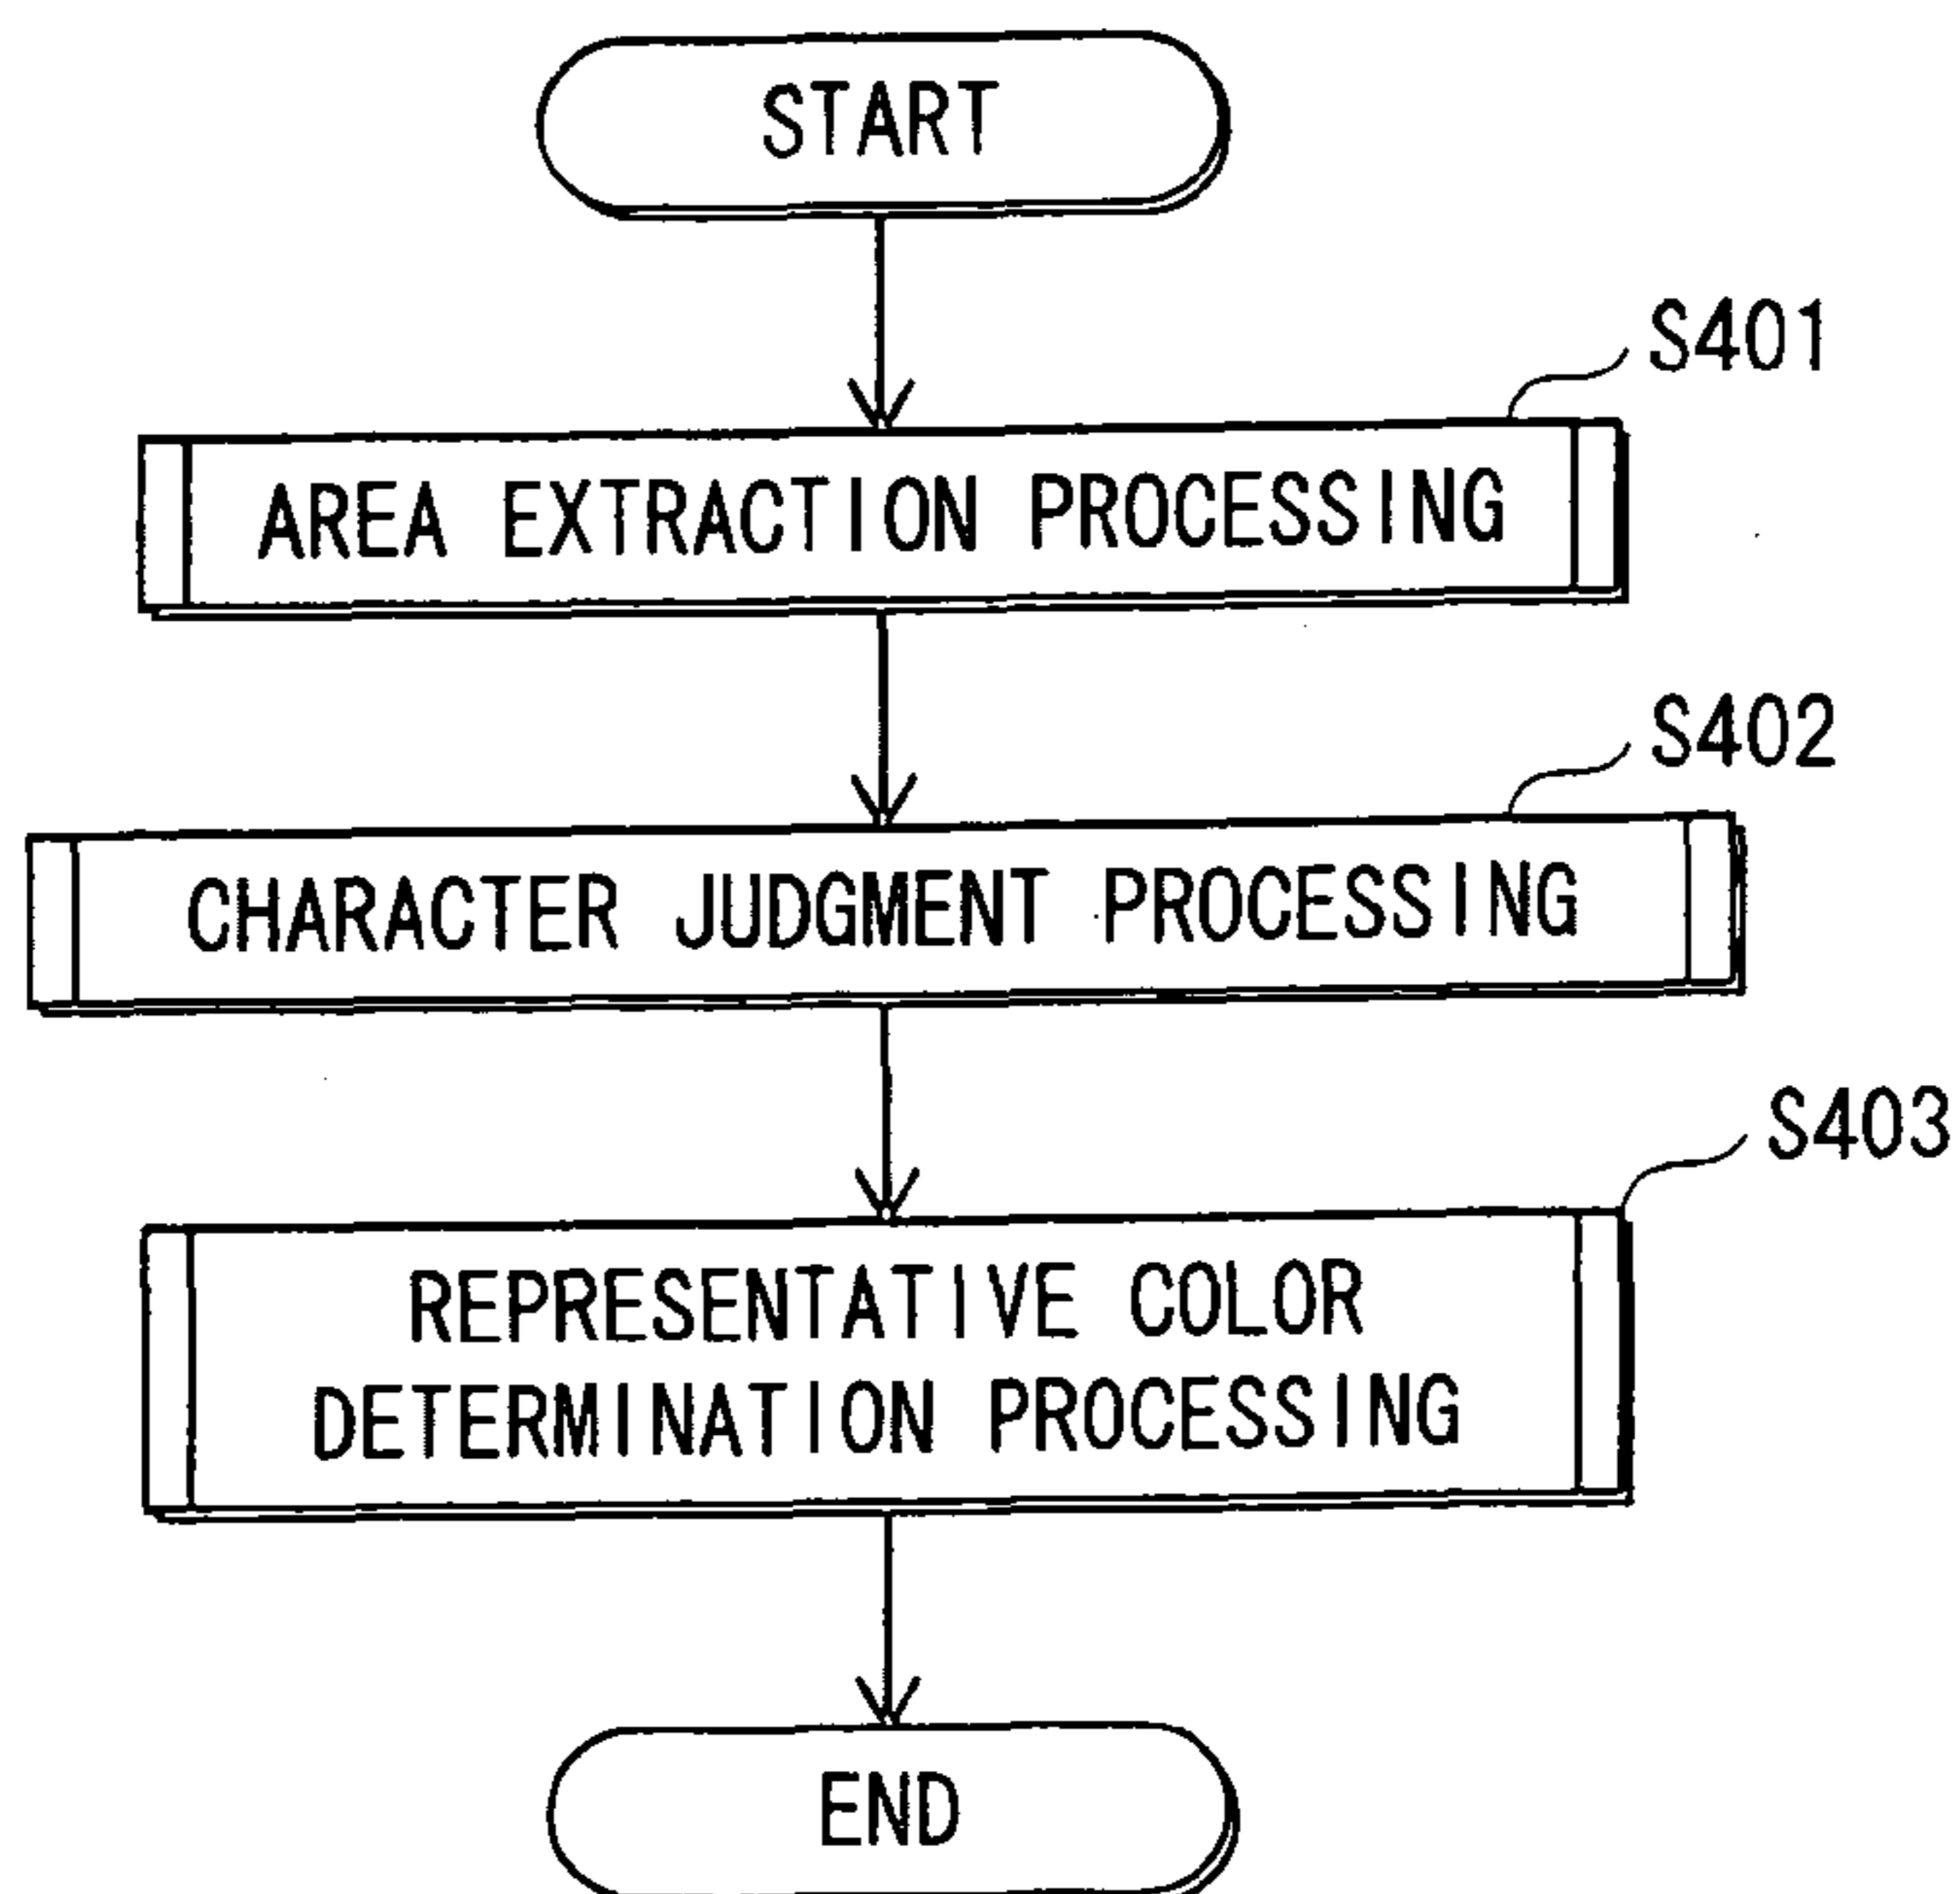 START
S401
AREA EXTRACTION PROCESSING
S402
CHARACTER JUDGMENT PROCESSING
S403
REPRESENTATIVE COLOR
DETERMINATION PROCESSING
END